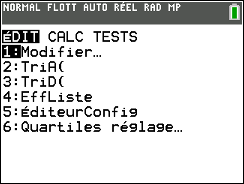 NORMAL FLOTT AUTO RÉEL RAD MP
ÉDIT CALC TESTS
1:Modifier…
2:TriA(
3:TriD(
4:EffListe
5:éditeurConfig
6:Quartiles réglage…